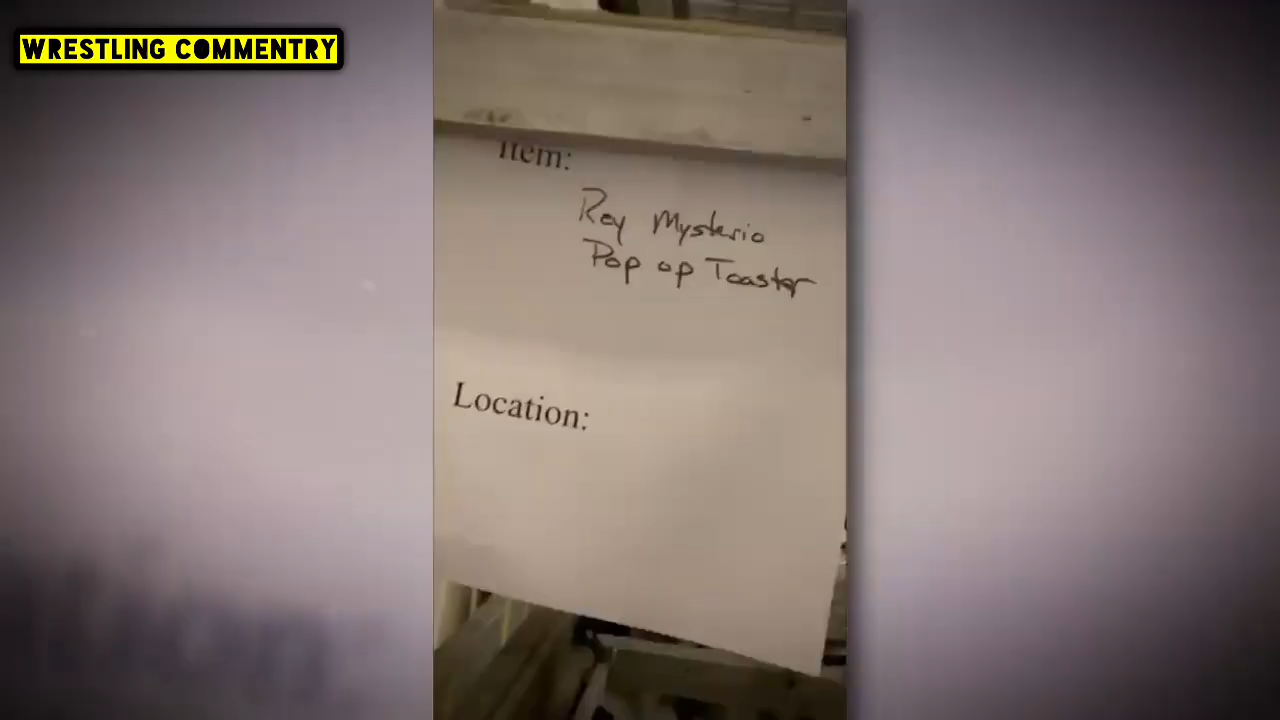 WRESTLING COMMENTRY
Item:
Rey Mysterio
Pop up Toaster
Location: